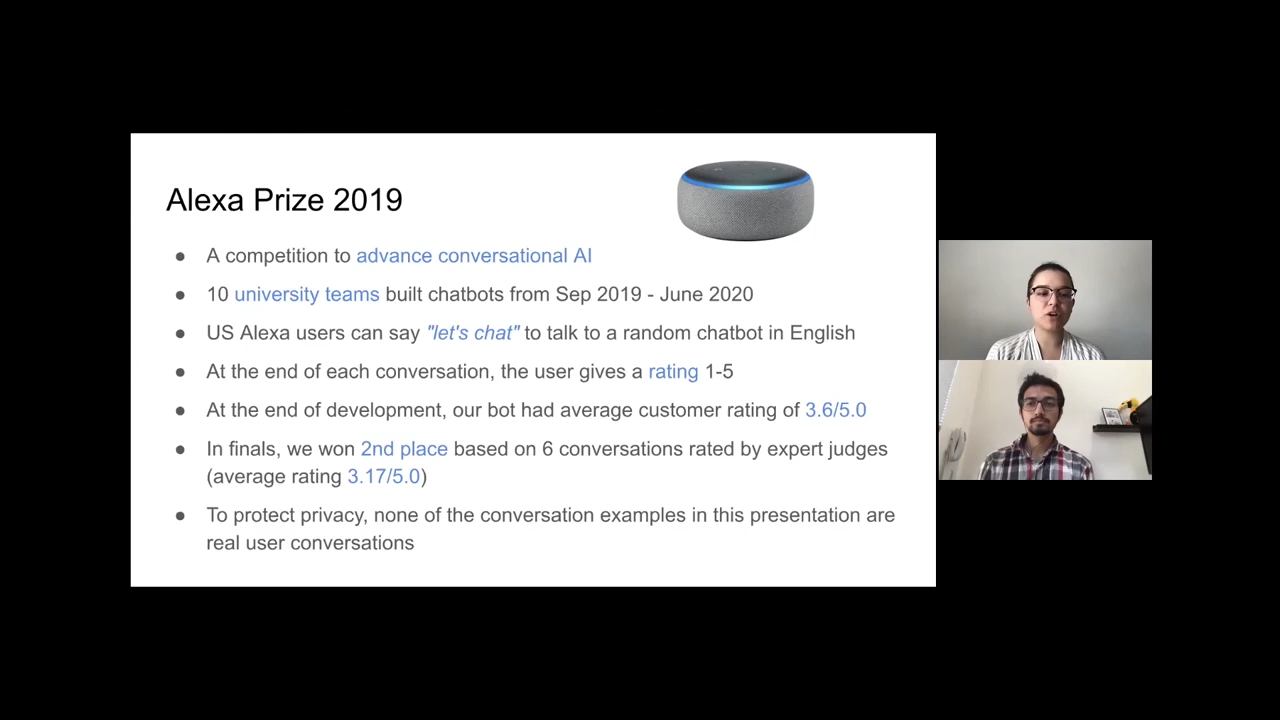 Alexa Prize 2019
● A competition to advance conversational AI
● 10 university teams built chatbots from Sep 2019 - June 2020
● US Alexa users can say "let's chat" to talk to a random chatbot in English
● At the end of each conversation, the user gives a rating 1-5
● At the end of development, our bot had average customer rating of 3.6/5.0
● In finals, we won 2nd place based on 6 conversations rated by expert judges
(average rating 3.17/5.0)
● To protect privacy, none of the conversation examples in this presentation are
real user conversations